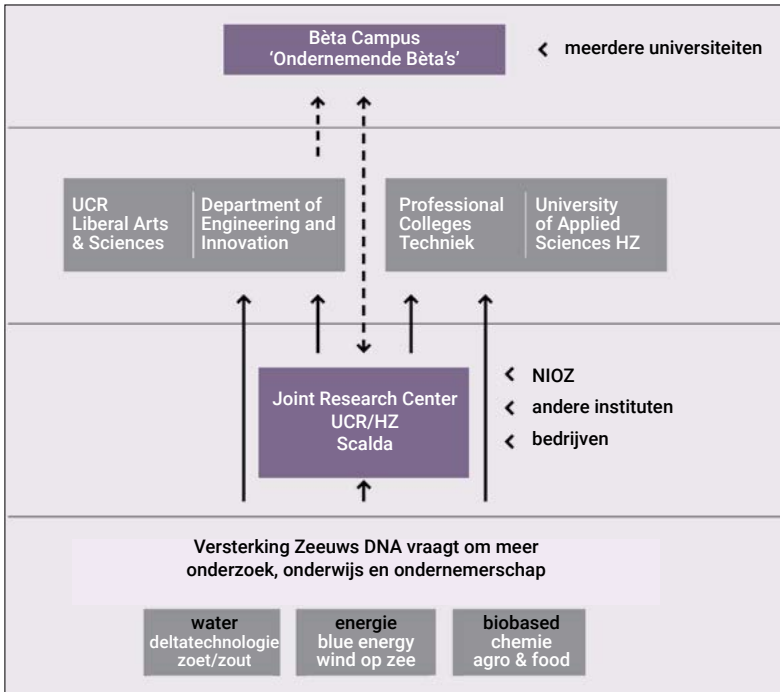 Bèta Campus
‘Ondernemende Bèta’s’
meerdere universiteiten
UCR
Liberal Arts
& Sciences
Department of
Engineering and
Innovation
Professional
Colleges
Techniek
University
of Applied
Sciences HZ
Joint Research Center
UCR/HZ
Scalda
NIOZ
andere instituten
bedrijven
Versterking Zeeuws DNA vraagt om meer
onderzoek, onderwijs en ondernemerschap
water
deltatechnologie
zoet/zout
energie
blue energy
wind op zee
biobased
chemie
agro & food